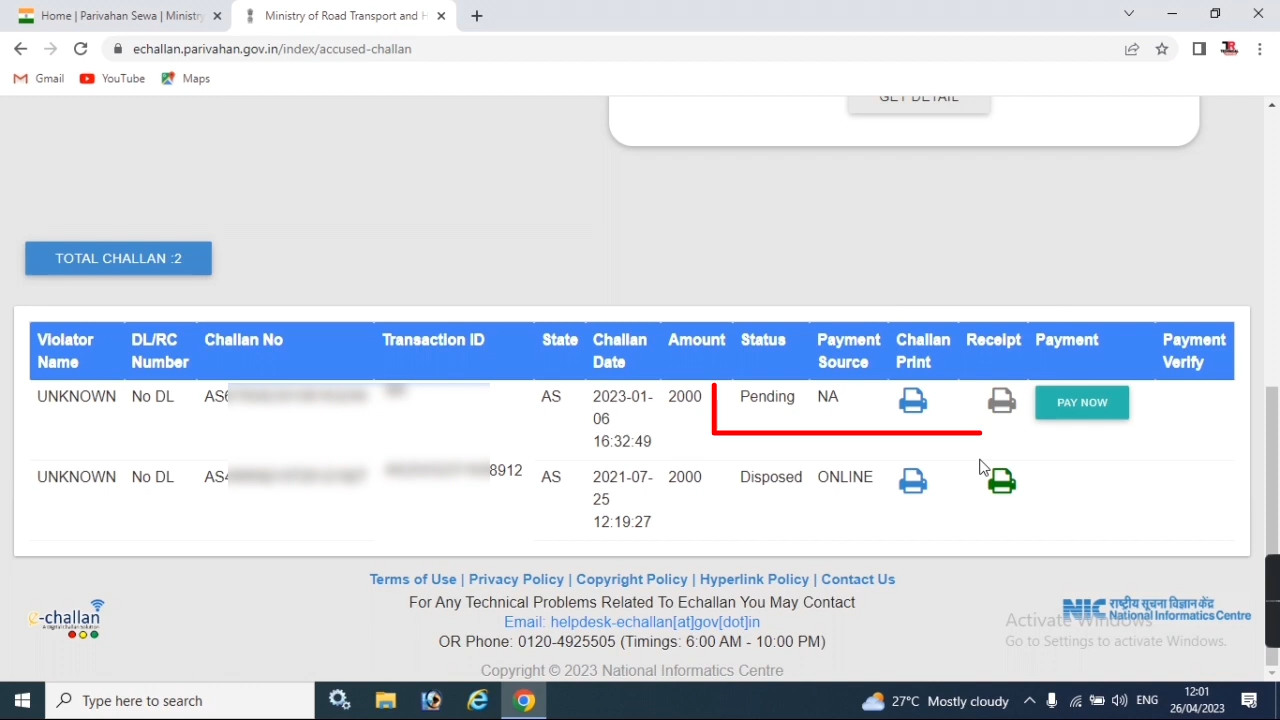 Home | Parivahan Sewa | Ministry
Ministry of Road Transport and H
echallan.parivahan.gov.in/index/accused-challan
Gmail YouTube Maps
GET DETAIL
TOTAL CHALLAN :2
Violator Name DL/RC Number Challan No Transaction ID State Challan Date Amount Status Payment Source Challan Print Receipt Payment Payment Verify
UNKNOWN No DL AS AS 2023-01-06 16:32:49 2000 Pending NA PAY NOW
UNKNOWN No DL AS4 8912 AS 2021-07-25 12:19:27 2000 Disposed ONLINE
Terms of Use | Privacy Policy | Copyright Policy | Hyperlink Policy | Contact Us
For Any Technical Problems Related To Echallan You May Contact
Email: helpdesk-echallan[at]gov[dot]in
OR Phone: 0120-4925505 (Timings: 6:00 AM - 10:00 PM)
Copyright © 2023 National Informatics Centre
e-challan
A Digital Challan Solution
NIC राष्ट्रीय सूचना विज्ञान केंद्र
National Informatics Centre
Activate Windows
Go to Settings to activate Windows.
Type here to search
27°C Mostly cloudy
ENG
12:01
26/04/2023